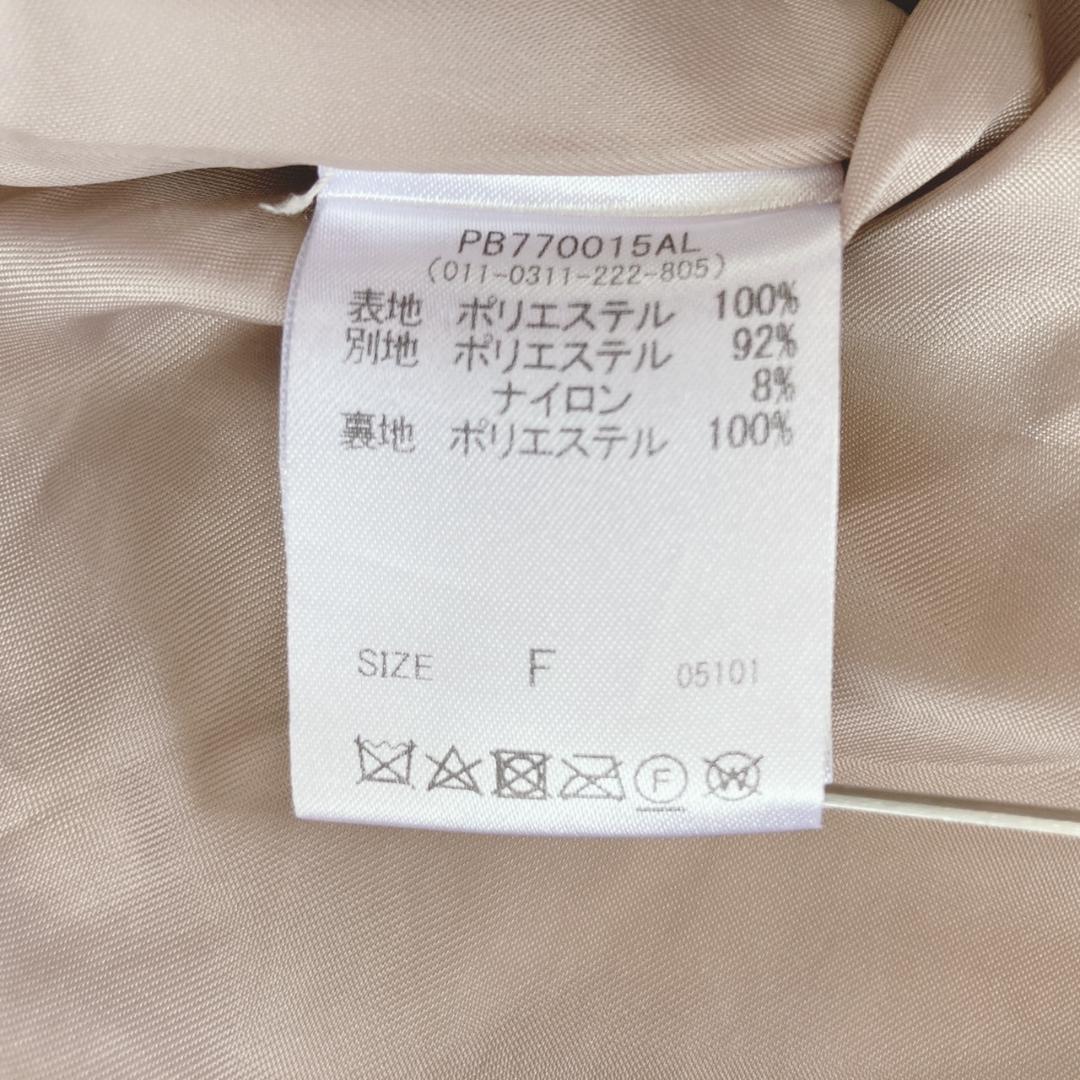 PB770015AL
(011-0311-222-805)
表地 ポリエステル 100%
別地 ポリエステル 92%
ナイロン 8%
裏地 ポリエステル 100%
SIZE F 05101
F W